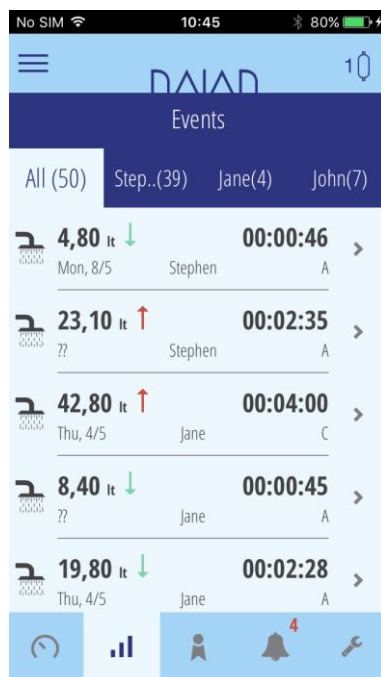 No SIM 10:45 80%
1
DAIAD
Events
All (50) Step..(39) Jane(4) John(7)
4,80 lt ↓ 00:00:46
Mon, 8/5 Stephen A
23,10 lt ↑ 00:02:35
?? Stephen A
42,80 lt ↑ 00:04:00
Thu, 4/5 Jane C
8,40 lt ↓ 00:00:45
?? Jane A
19,80 lt ↓ 00:02:28
Thu, 4/5 Jane A
4